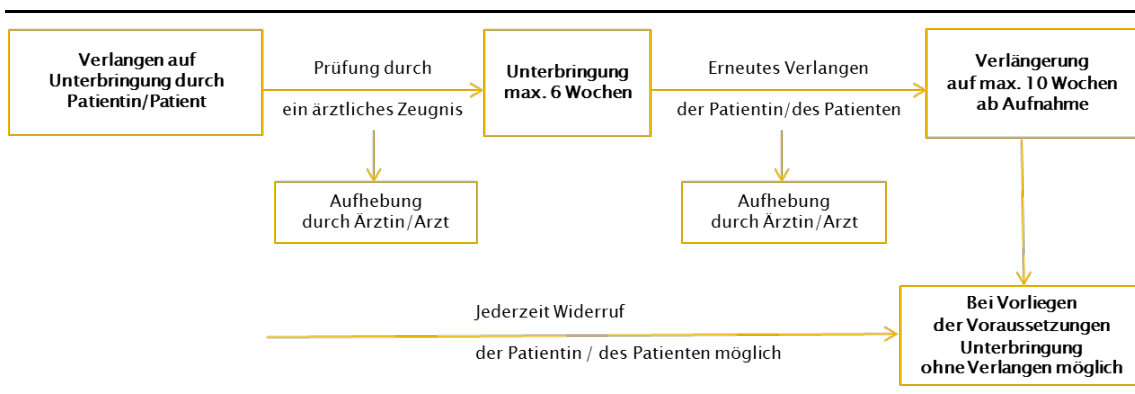 Verlangen auf
Unterbringung durch
Patientin/Patient
Prüfung durch
ein ärztliches Zeugnis
Unterbringung
max. 6 Wochen
Erneutes Verlangen
der Patientin/des Patienten
Verlängerung
auf max. 10 Wochen
ab Aufnahme
Aufhebung
durch Ärztin/Arzt
Aufhebung
durch Ärztin/Arzt
Jederzeit Widerruf
der Patientin / des Patienten möglich
Bei Vorliegen
der Voraussetzungen
Unterbringung
ohne Verlangen möglich